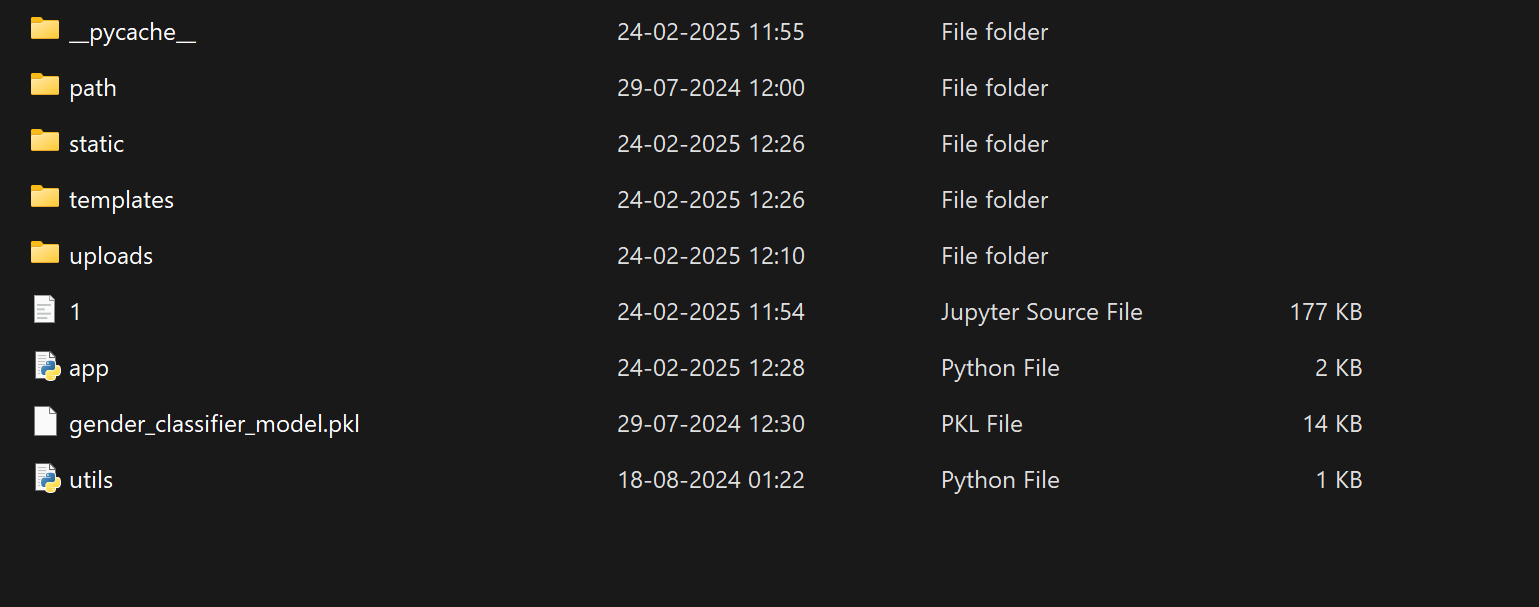 __pycache__ 24-02-2025 11:55 File folder
path 29-07-2024 12:00 File folder
static 24-02-2025 12:26 File folder
templates 24-02-2025 12:26 File folder
uploads 24-02-2025 12:10 File folder
1 24-02-2025 11:54 Jupyter Source File 177 KB
app 24-02-2025 12:28 Python File 2 KB
gender_classifier_model.pkl 29-07-2024 12:30 PKL File 14 KB
utils 18-08-2024 01:22 Python File 1 KB